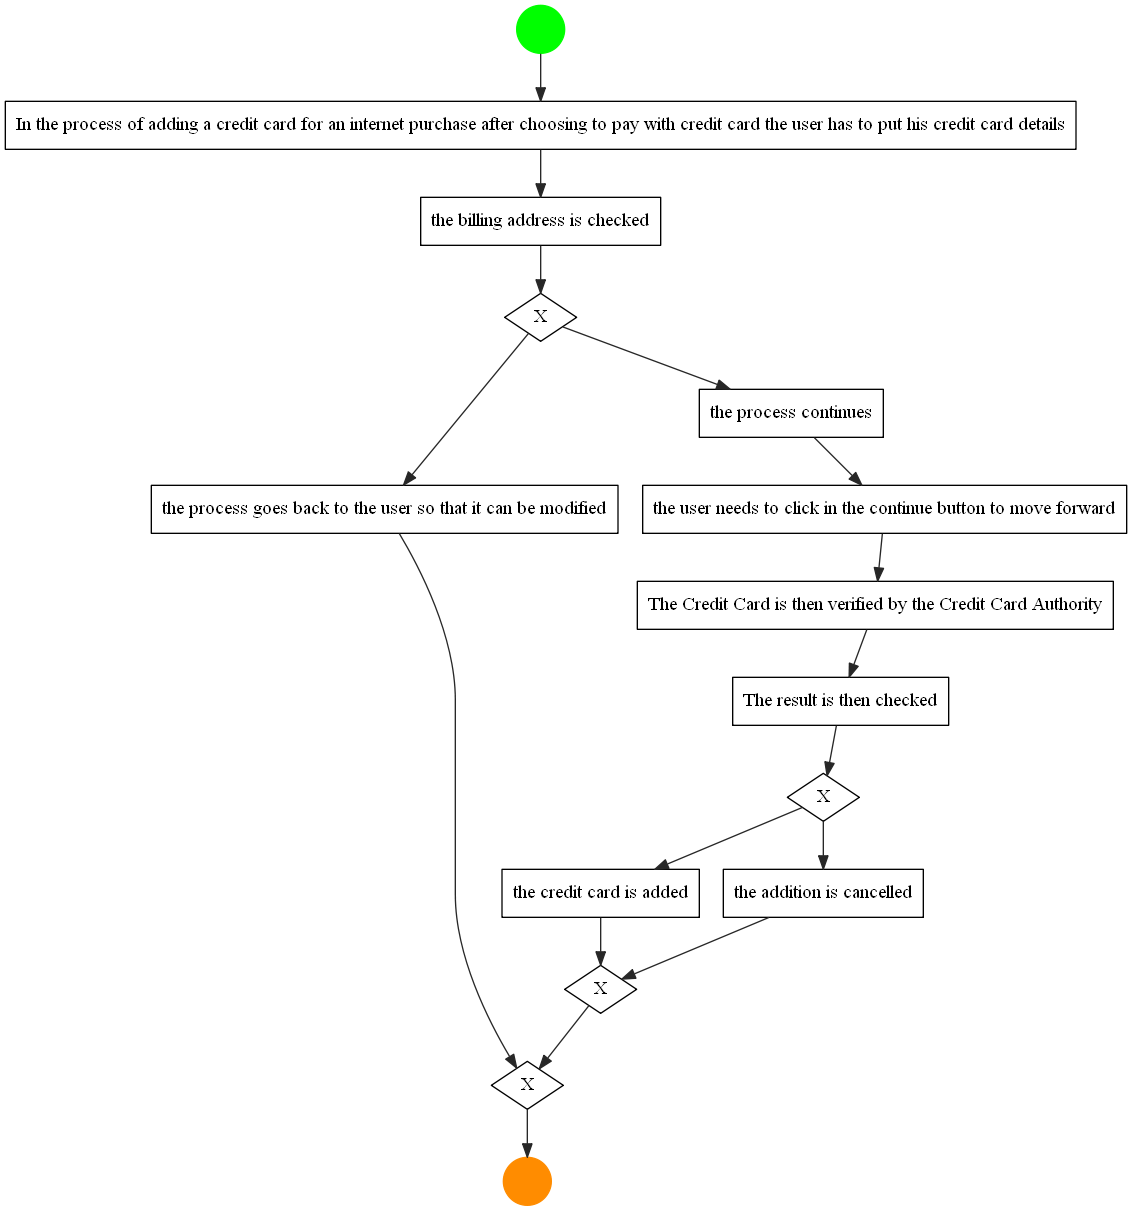 In the process of adding a credit card for an internet purchase after choosing to pay with credit card the user has to put his credit card details
the billing address is checked
X
the process continues
the process goes back to the user so that it can be modified
the user needs to click in the continue button to move forward
The Credit Card is then verified by the Credit Card Authority
The result is then checked
X
the credit card is added
the addition is cancelled
X
X